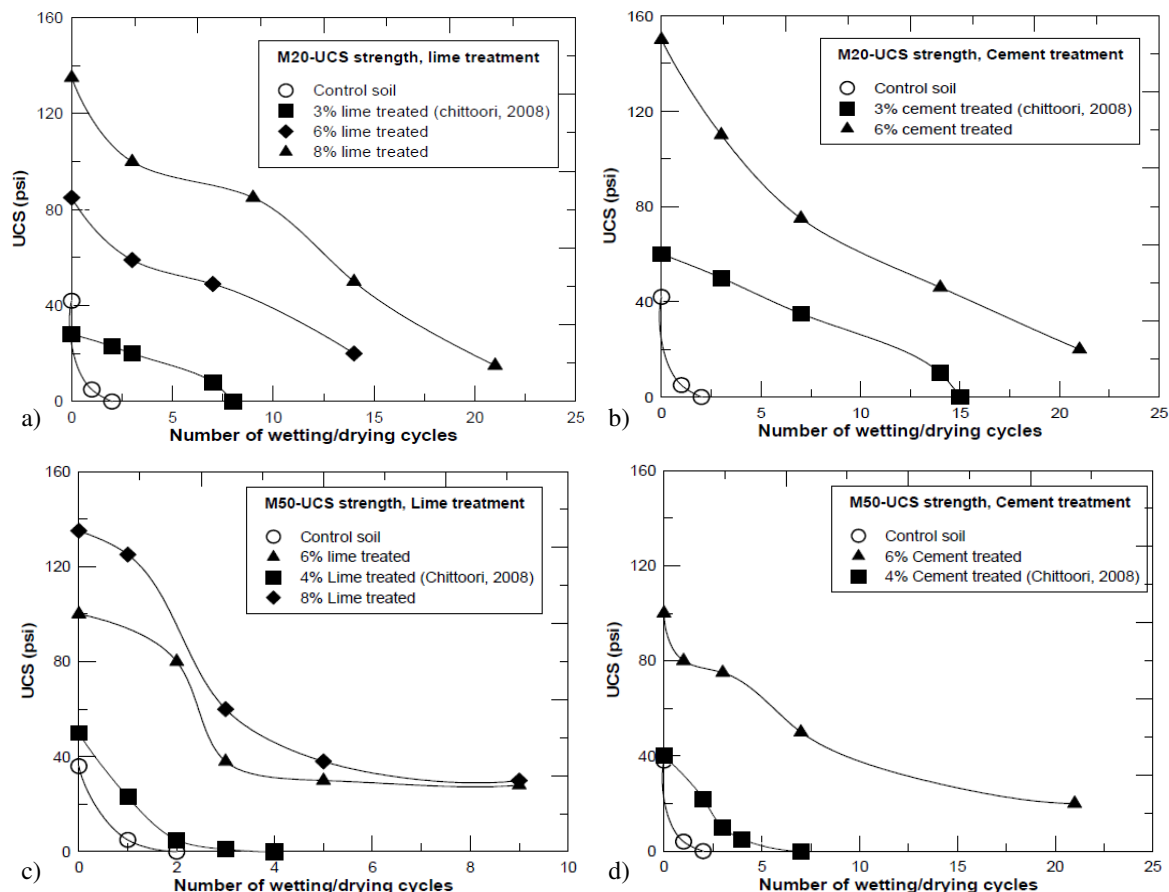 160
M20-UCS strength, lime treatment
Control soil
3% lime treated (chittoori, 2008)
6% lime treated
8% lime treated
120
80
40
0
UCS (psi)
0 5 10 15 20 25
a)
Number of wetting/drying cycles
160
M20-UCS strength, Cement treatment
Control soil
3% cement treated (chittoori, 2008)
6% cement treated
120
80
40
0
UCS (psi)
0 5 10 15 20 25
b)
Number of wetting/drying cycles
160
M50-UCS strength, Lime treatment
Control soil
6% lime treated
4% Lime treated (Chittoori, 2008)
8% Lime treated
120
80
40
0
UCS (psi)
0 2 4 6 8 10
c)
Number of wetting/drying cycles
160
M50-UCS strength, Cement treatment
Control soil
6% Cement treated
4% Cement treated (Chittoori, 2008)
120
80
40
0
UCS (psi)
0 5 10 15 20 25
d)
Number of wetting/drying cycles